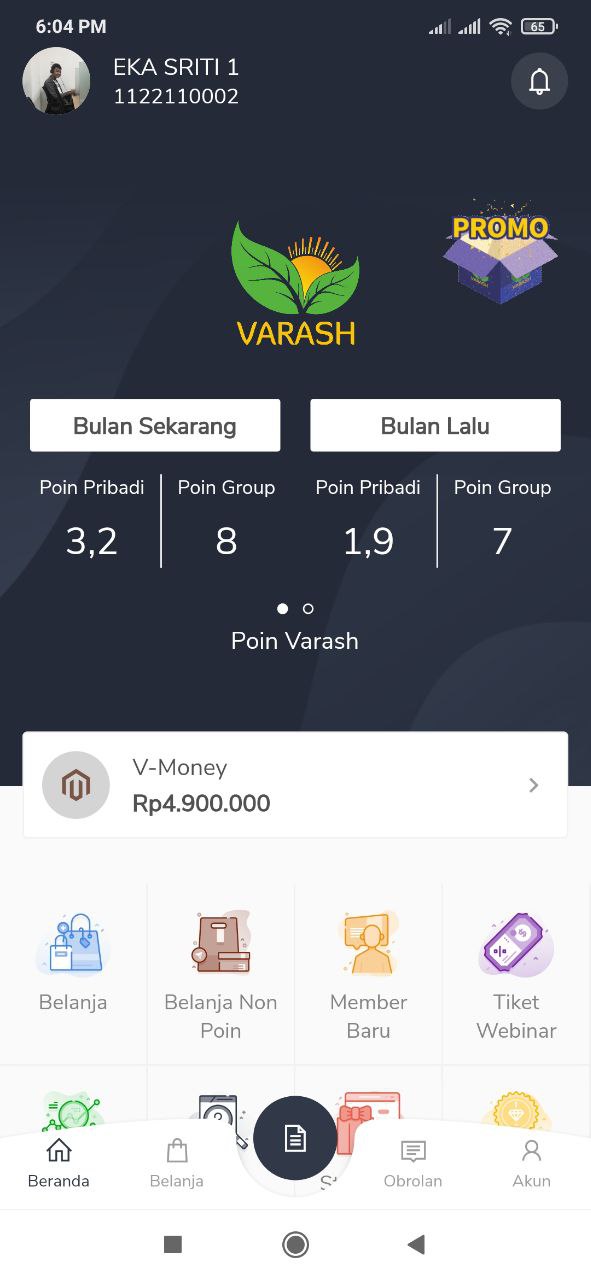 6:04 PM
65
EKA SRITI 1
1122110002
PROMO
VARASH
Bulan Sekarang
Bulan Lalu
Poin Pribadi
Poin Group
Poin Pribadi
Poin Group
3,2
8
1,9
7
Poin Varash
V-Money
Rp4.900.000
Belanja
Belanja Non
Poin
Member
Baru
Tiket
Webinar
Beranda
Belanja
Obrolan
Akun